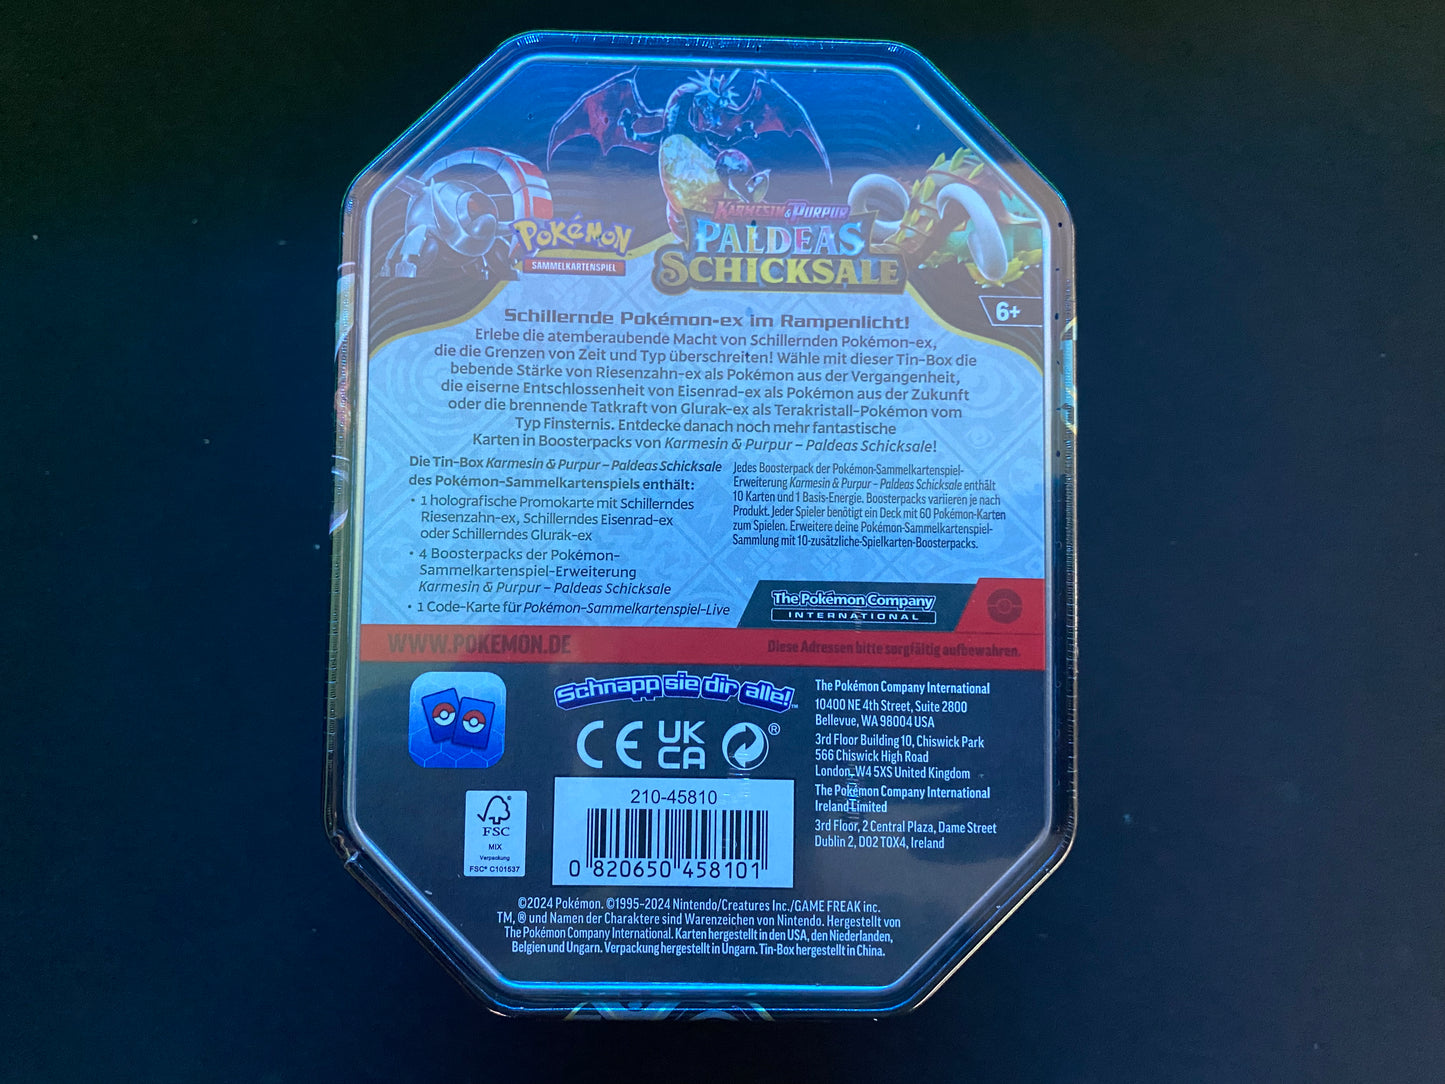 KARMESIN & PURPUR
POKÉMON
PALDEAS
SAMMELKARTENSPIEL
SCHICKSALE
6+
Schillernde Pokémon-ex im Rampenlicht!
Erlebe die atemberaubende Macht von Schillernden Pokémon-ex,
die die Grenzen von Zeit und Typ überschreiten! Wähle mit dieser Tin-Box die
bebende Stärke von Riesenzahn-ex als Pokémon aus der Vergangenheit,
die eiserne Entschlossenheit von Eisenrad-ex als Pokémon aus der Zukunft
oder die brennende Tatkraft von Glurak-ex als Terakristall-Pokémon vom
Typ Finsternis. Entdecke danach noch mehr fantastische
Karten in Boosterpacks von Karmesin & Purpur – Paldeas Schicksale!
Die Tin-Box Karmesin & Purpur – Paldeas Schicksale
des Pokémon-Sammelkartenspiels enthält:
• 1 holografische Promokarte mit Schillerndes
Riesenzahn-ex, Schillerndes Eisenrad-ex
oder Schillerndes Glurak-ex
• 4 Boosterpacks der Pokémon-
Sammelkartenspiel-Erweiterung
Karmesin & Purpur – Paldeas Schicksale
• 1 Code-Karte für Pokémon-Sammelkartenspiel-Live
Jedes Boosterpack der Pokémon-Sammelkartenspiel-
Erweiterung Karmesin & Purpur – Paldeas Schicksale enthält
10 Karten und 1 Basis-Energie. Boosterpacks variieren je nach
Produkt. Jeder Spieler benötigt ein Deck mit 60 Pokémon-Karten
zum Spielen. Erweitere deine Pokémon-Sammelkartenspiel-
Sammlung mit 10-zusätzliche-Spielkarten-Boosterpacks.
The Pokémon Company
INTERNATIONAL
WWW.POKEMON.DE
Diese Adressen bitte sorgfältig aufbewahren.
Schnapp sie dir alle!™
CE UK CA ®
210-45810
0 820650 458101
FSC
MIX
Verpackung
FSC® C101537
The Pokémon Company International
10400 NE 4th Street, Suite 2800
Bellevue, WA 98004 USA
3rd Floor Building 10, Chiswick Park
566 Chiswick High Road
London, W4 5XS United Kingdom
The Pokémon Company International
Ireland Limited
3rd Floor, 2 Central Plaza, Dame Street
Dublin 2, D02 T0X4, Ireland
©2024 Pokémon. ©1995–2024 Nintendo/Creatures Inc./GAME FREAK inc.
TM, ® und Namen der Charaktere sind Warenzeichen von Nintendo. Hergestellt von
The Pokémon Company International. Karten hergestellt in den USA, den Niederlanden,
Belgien und Ungarn. Verpackung hergestellt in Ungarn. Tin-Box hergestellt in China.